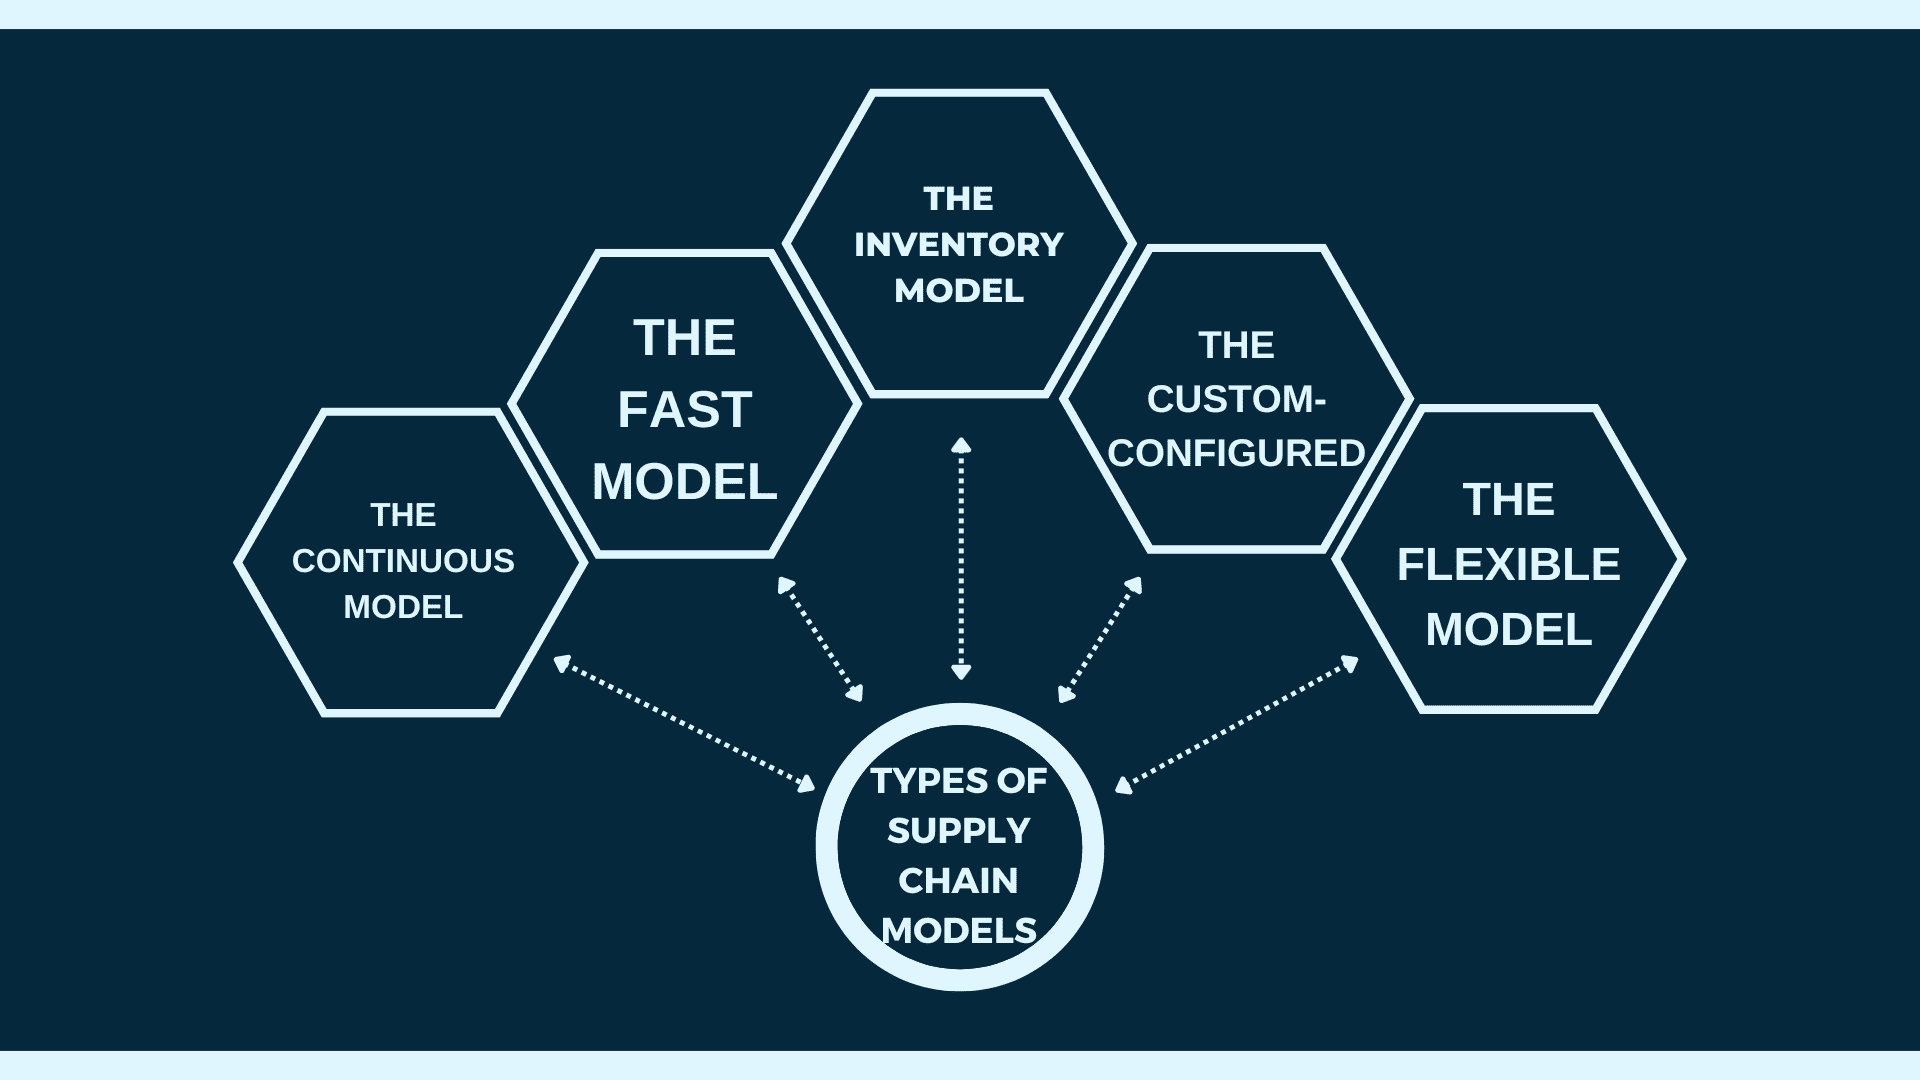 THE
INVENTORY
MODEL
THE
FAST
MODEL
THE
CUSTOM-
CONFIGURED
THE
CONTINUOUS
MODEL
THE
FLEXIBLE
MODEL
TYPES OF
SUPPLY
CHAIN
MODELS